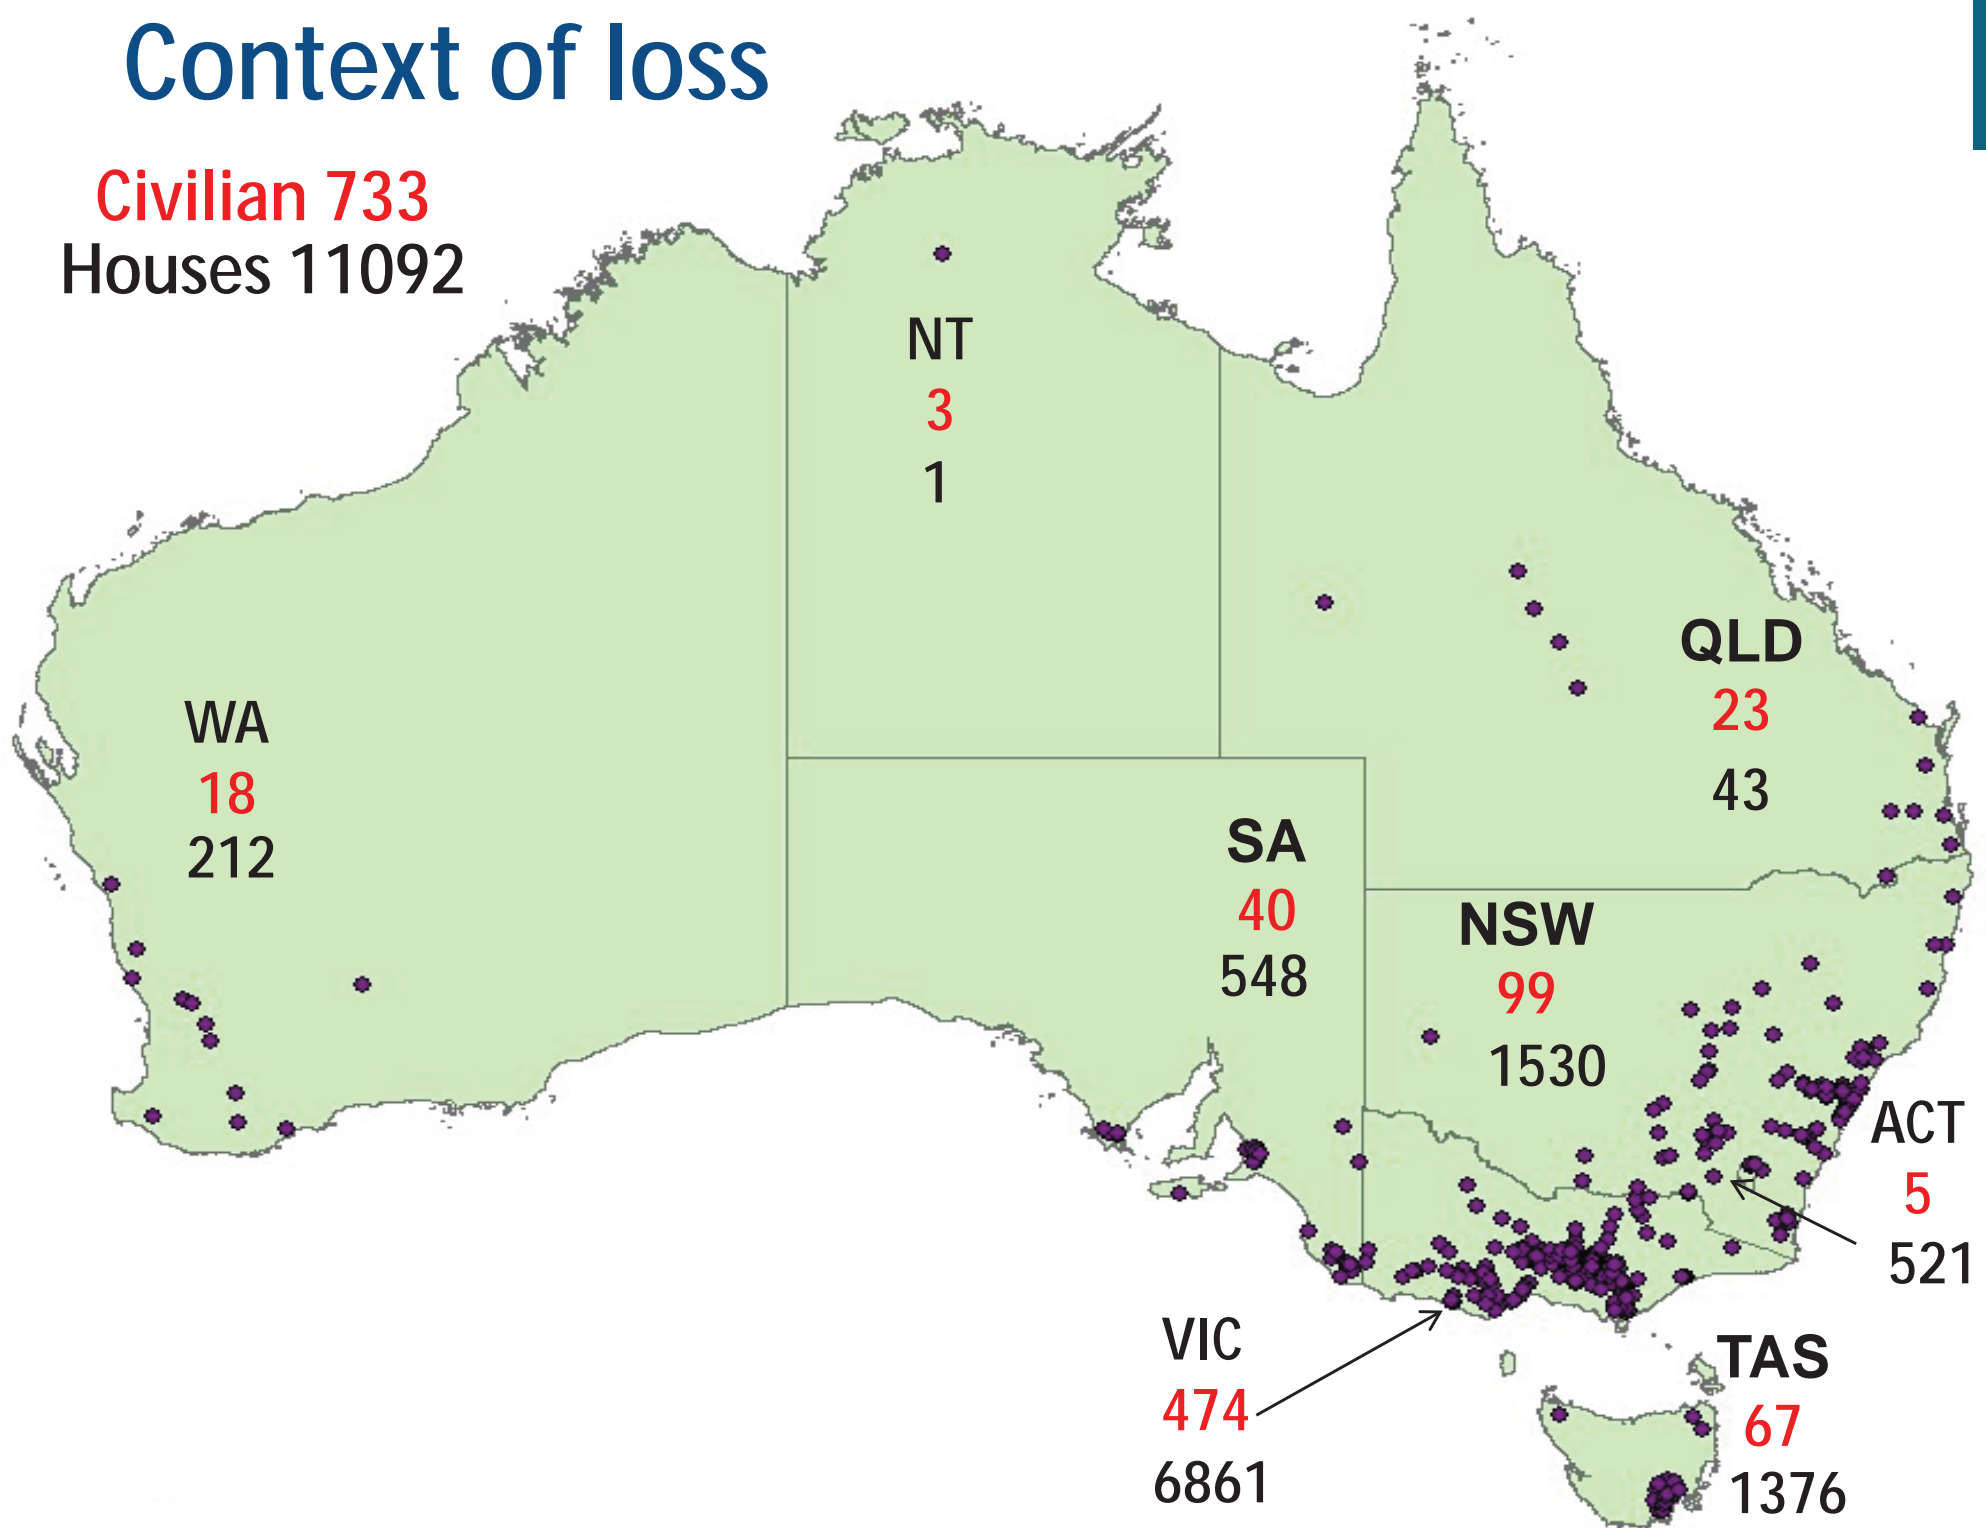 Context of loss
Civilian 733
Houses 11092
NT
3
1
QLD
23
43
WA
18
212
SA
40
548
NSW
99
1530
ACT
5
521
VIC
474
6861
TAS
67
1376